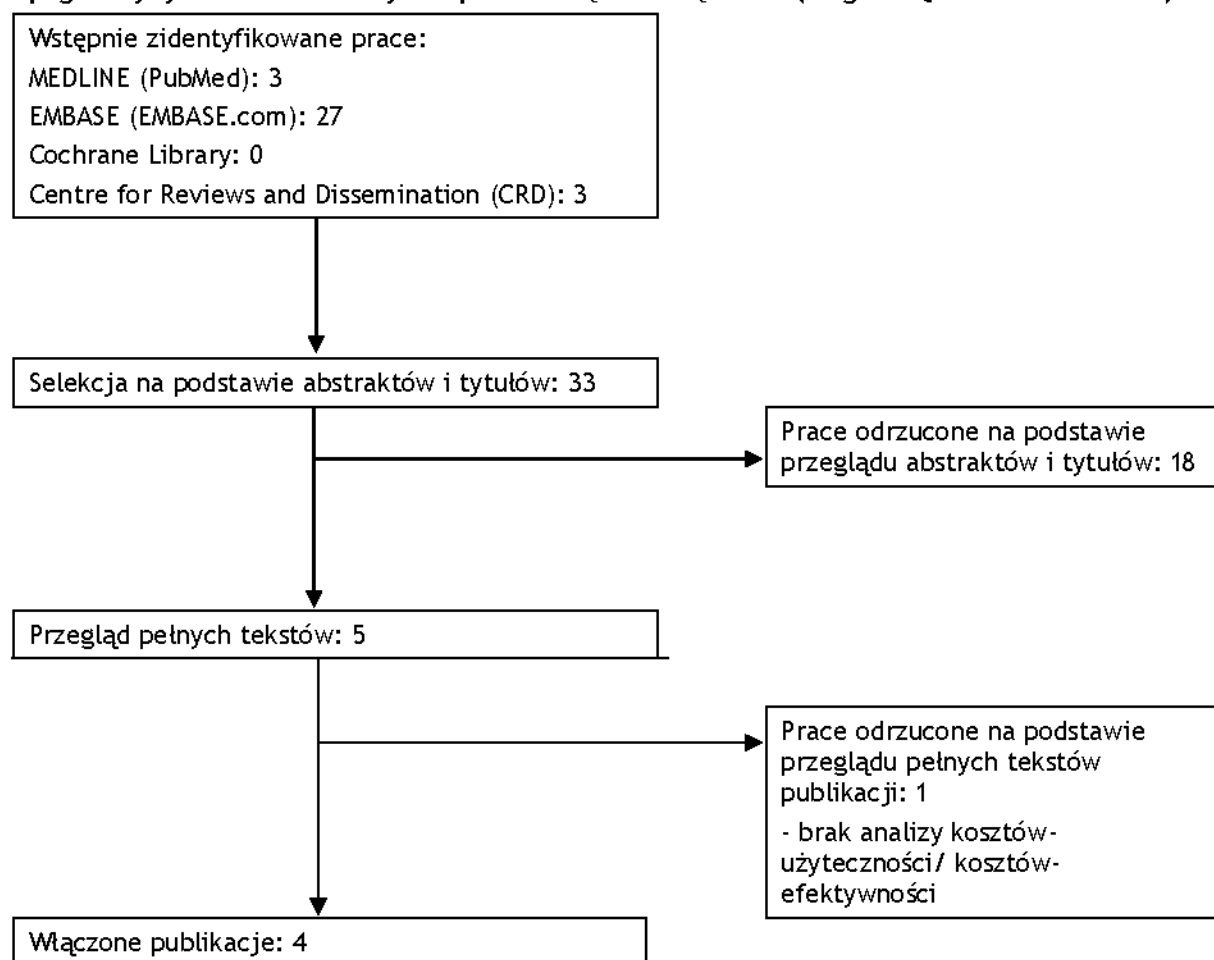 Wstępnie zidentyfikowane prace:
MEDLINE (PubMed): 3
EMBASE (EMBASE.com): 27
Cochrane Library: 0
Centre for Reviews and Dissemination (CRD): 3
Selekcja na podstawie abstraktów i tytułów: 33
Prace odrzucone na podstawie
przeglądu abstraktów i tytułów: 18
Przegląd pełnych tekstów: 5
Prace odrzucone na podstawie
przeglądu pełnych tekstów
publikacji: 1
- brak analizy kosztów-
użyteczności/ kosztów-
efektywności
Włączone publikacje: 4